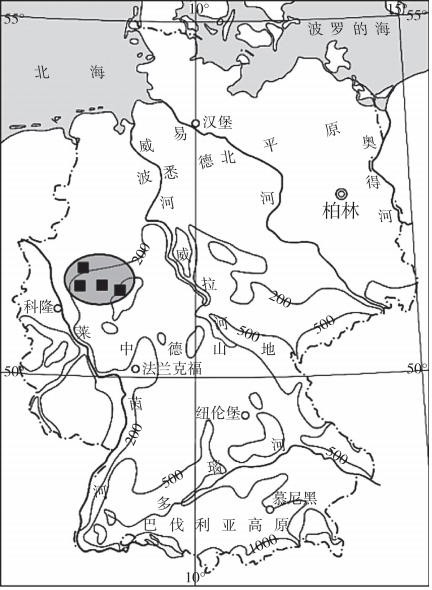 55°
10°
15°
55°
波罗的海
北 海
汉堡
威悉河
波德北平原
易北河
奥得河
柏林
200
威拉河
200
500
500
科隆
莱茵河
中德山地
50°
50°
法兰克福
200
纽伦堡
500
多瑙河
500
慕尼黑
巴伐利亚高原
1000
10°